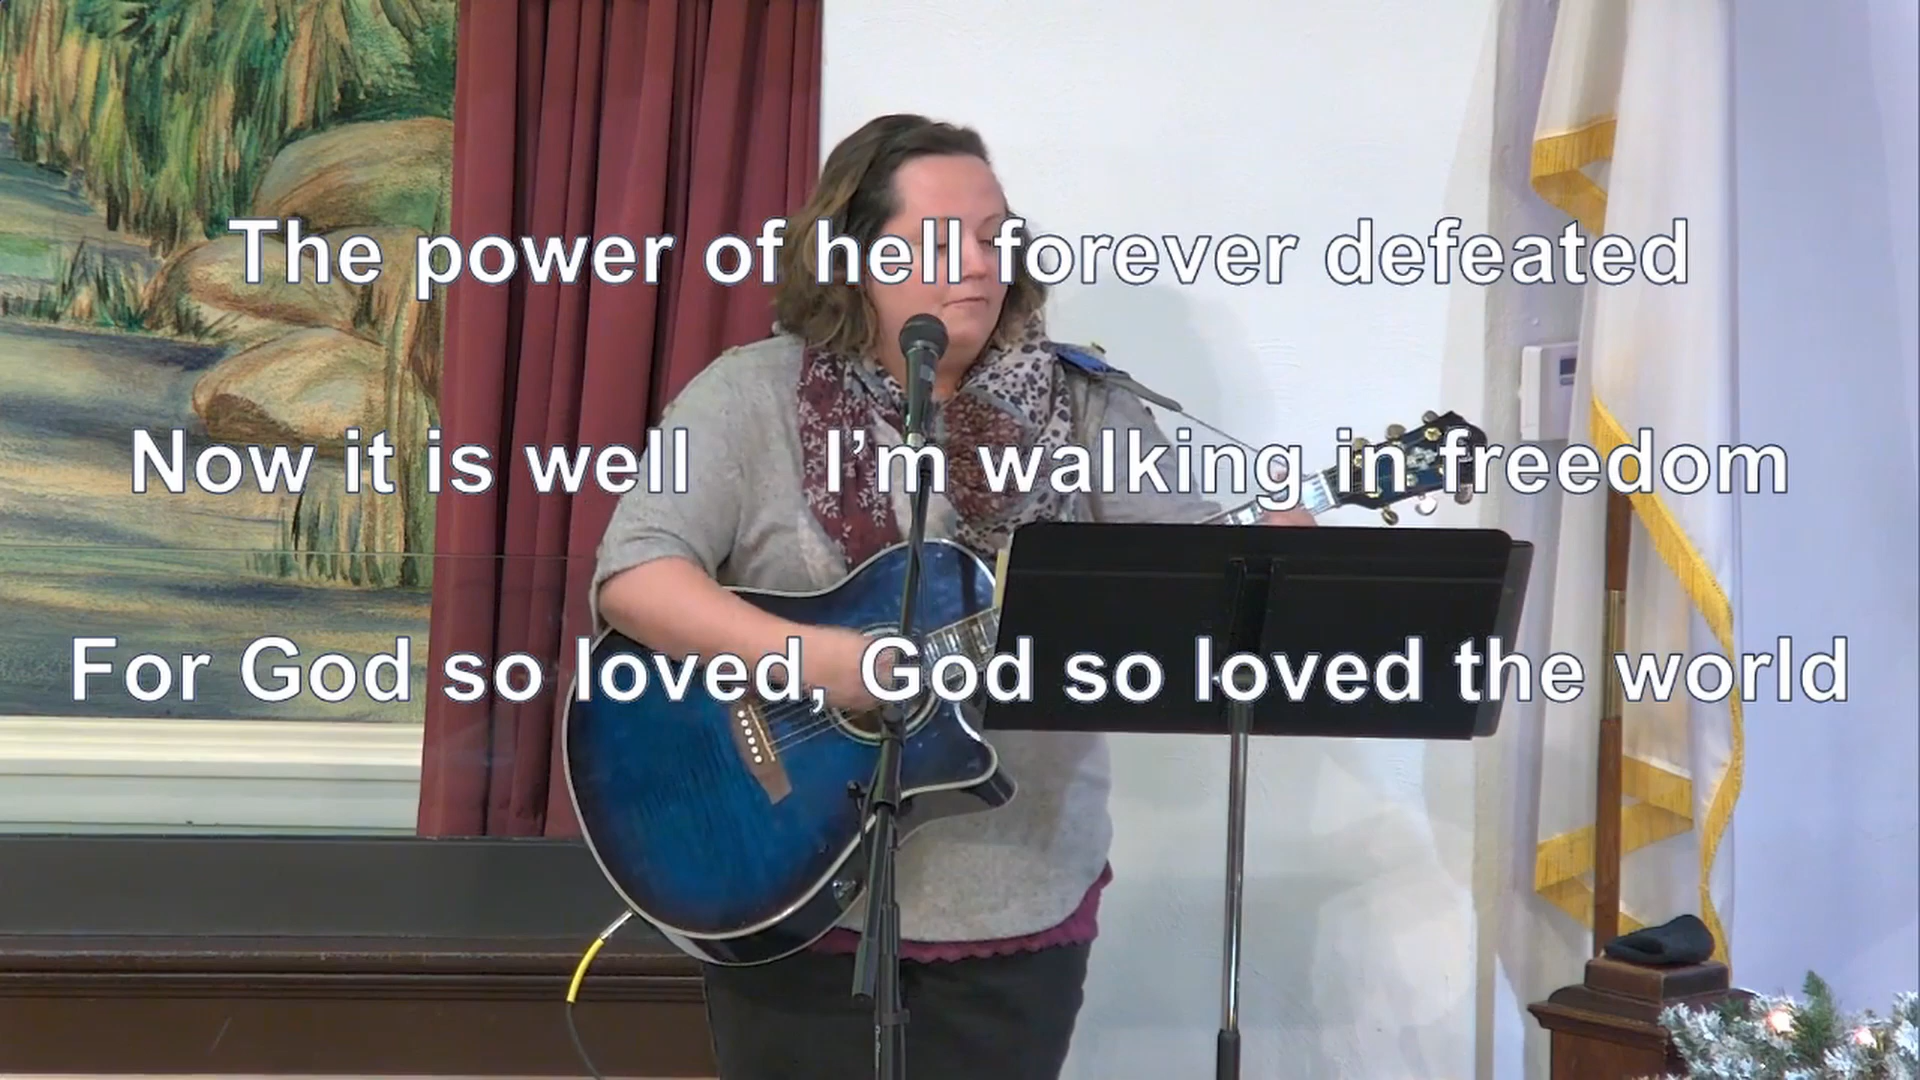 The power of hell forever defeated
Now it is well I’m walking in freedom
For God so loved, God so loved the world